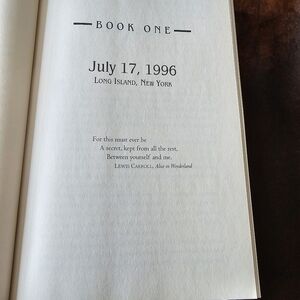 BOOK ONE
July 17, 1996
LONG ISLAND, NEW YORK
For this must ever be
A secret, kept from all the rest,
Between yourself and me.
LEWIS CARROLL, Alice in Wonderland